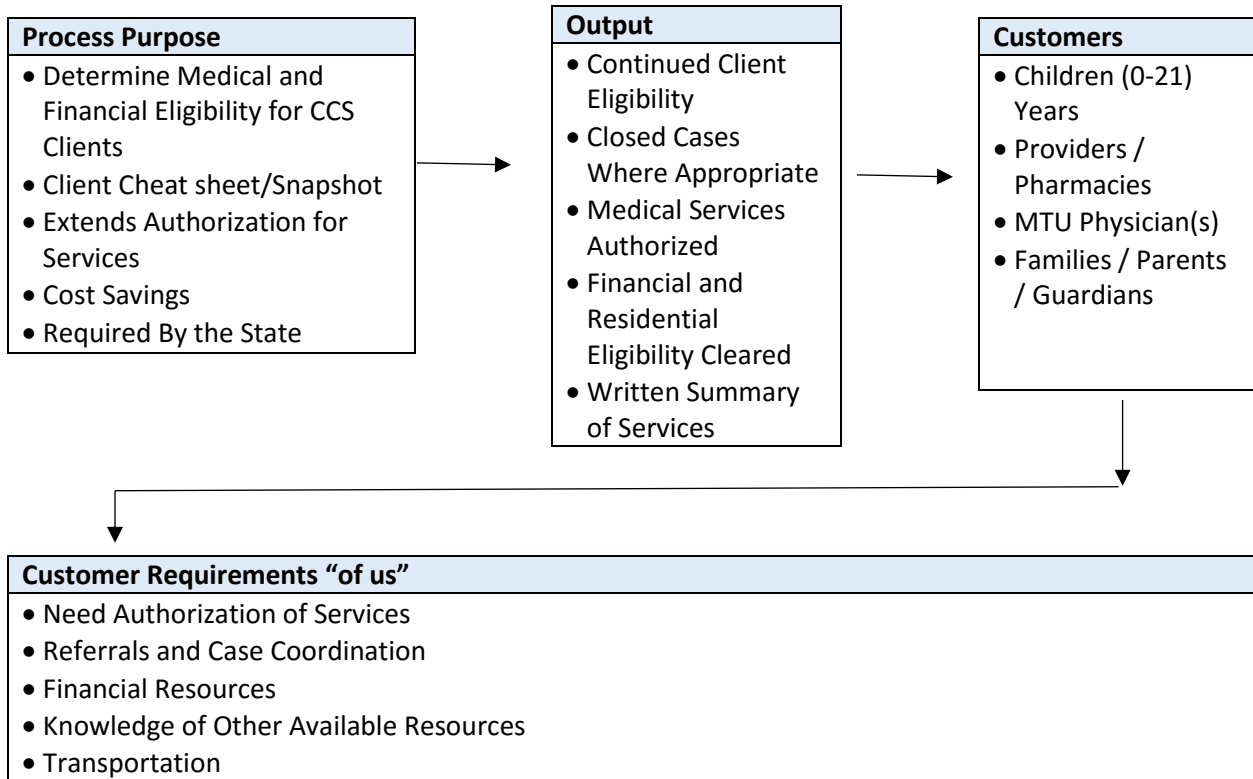 Process Purpose
• Determine Medical and
Financial Eligibility for CCS
Clients
• Client Cheat sheet/Snapshot
• Extends Authorization for
Services
• Cost Savings
• Required By the State
Output
• Continued Client
Eligibility
• Closed Cases
Where Appropriate
• Medical Services
Authorized
• Financial and
Residential
Eligibility Cleared
• Written Summary
of Services
Customers
• Children (0-21)
Years
• Providers /
Pharmacies
• MTU Physician(s)
• Families / Parents
/ Guardians
Customer Requirements “of us”
• Need Authorization of Services
• Referrals and Case Coordination
• Financial Resources
• Knowledge of Other Available Resources
• Transportation